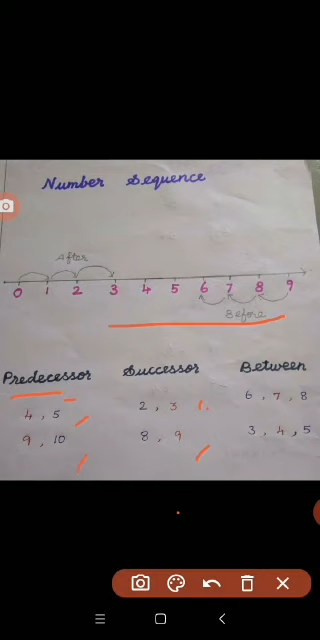 Number Sequence
After
0 1 2 3 4 5 6 7 8 9
Before
Predecessor Successor Between
4 , 5 2 , 3 6 , 7 , 8
9 , 10 8 , 9 3 , 4 , 5